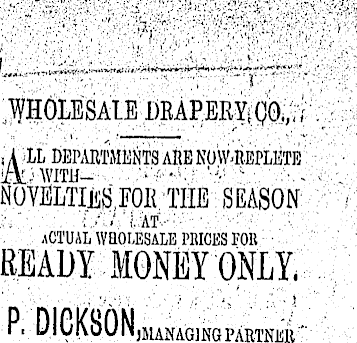 WHOLESALE DRAPERY CO.,
ALL DEPARTMENTS ARE NOW REPLETE
WITH—
NOVELTIES FOR THE SEASON
AT
ACTUAL WHOLESALE PRICES FOR
READY MONEY ONLY.
P. DICKSON, MANAGING PARTNER